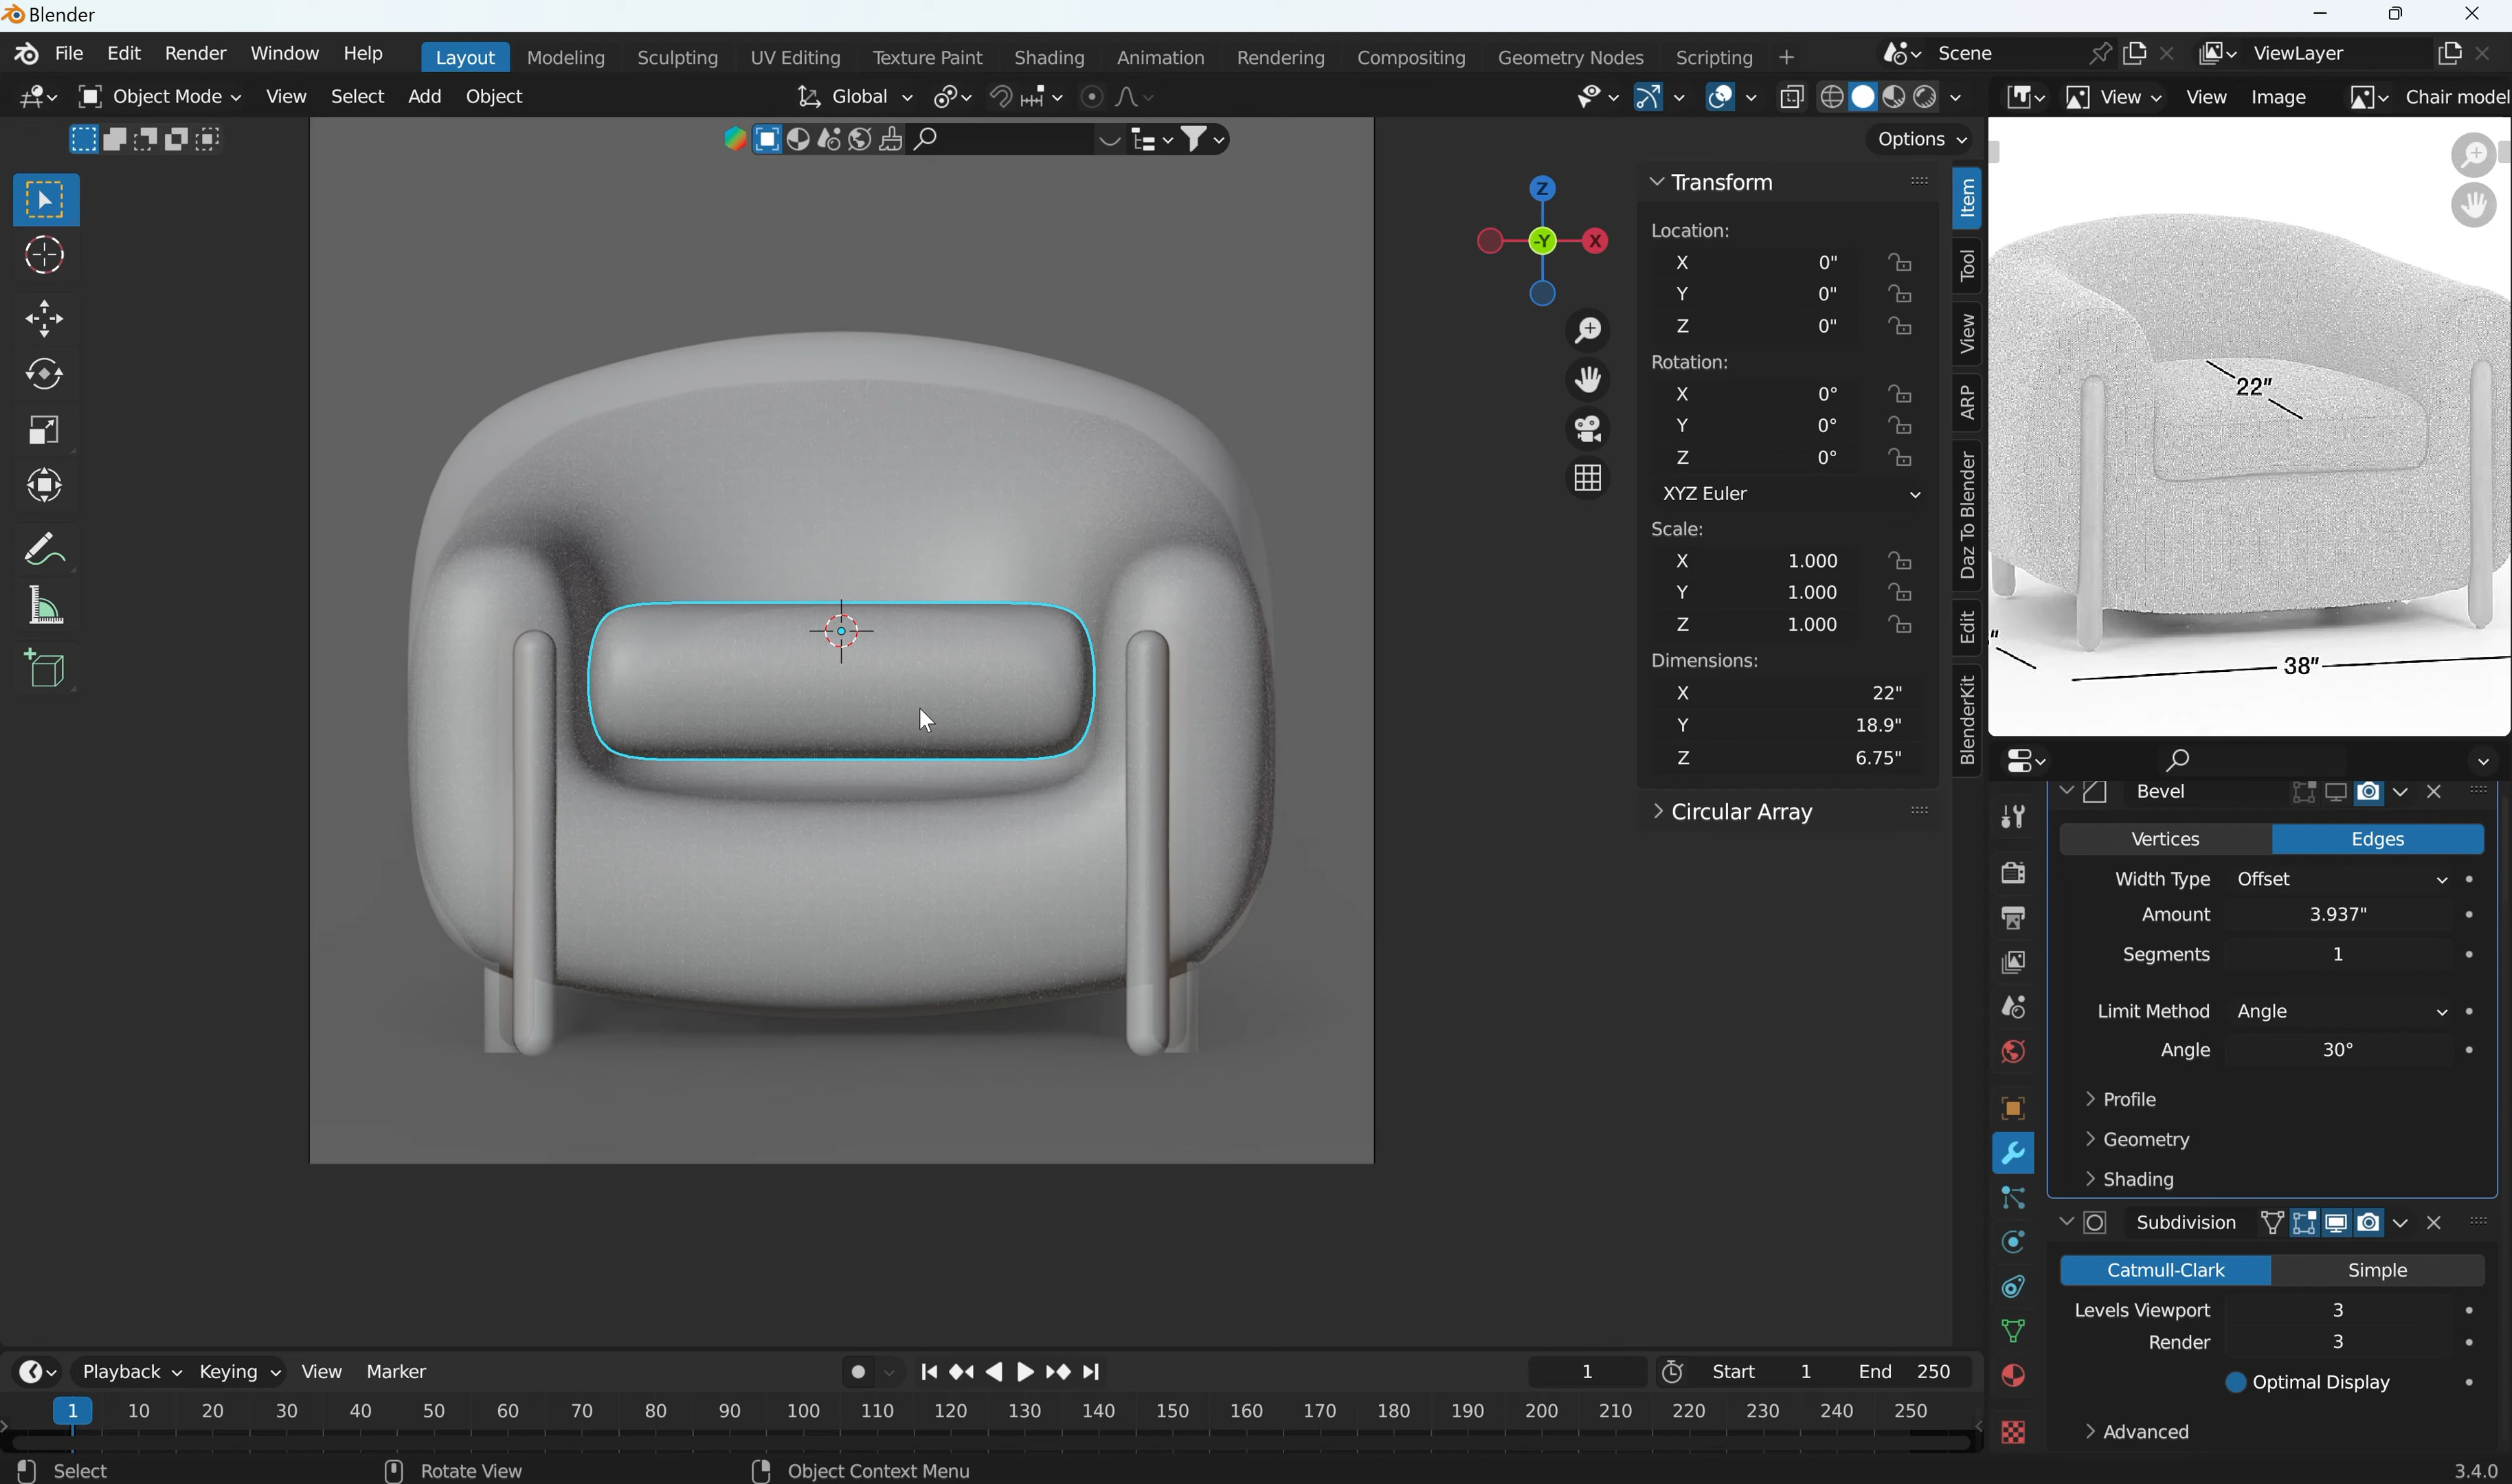 Blender
File Edit Render Window Help Layout Modeling Sculpting UV Editing Texture Paint Shading Animation Rendering Compositing Geometry Nodes Scripting + Scene ViewLayer
Object Mode View Select Add Object Global View View Image Chair model
Options
Z
-Y X
Transform
Location:
X 0"
Y 0"
Z 0"
Rotation:
X 0°
Y 0°
Z 0°
XYZ Euler
Scale:
X 1.000
Y 1.000
Z 1.000
Dimensions:
X 22"
Y 18.9"
Z 6.75"
Circular Array
Item
Tool
View
ARP
Daz To Blender
Edit
BlenderKit
22"
"
38"
Bevel
Vertices Edges
Width Type Offset
Amount 3.937"
Segments 1
Limit Method Angle
Angle 30°
Profile
Geometry
Shading
Subdivision
Catmull-Clark Simple
Levels Viewport 3
Render 3
Optimal Display
Advanced
Playback Keying View Marker 1 Start 1 End 250
1 10 20 30 40 50 60 70 80 90 100 110 120 130 140 150 160 170 180 190 200 210 220 230 240 250
Select Rotate View Object Context Menu 3.4.0